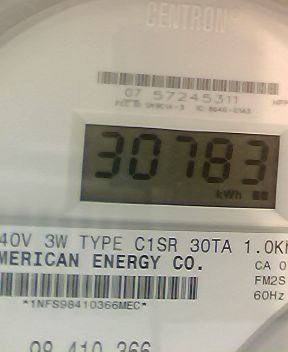 CENTRON®
07 57245311
30783
kWh
40V 3W TYPE C1SR 30TA 1.0K
MERICAN ENERGY CO.
CA 0
FM2S
60Hz
*1NFS98410366MEC*
98 410 366